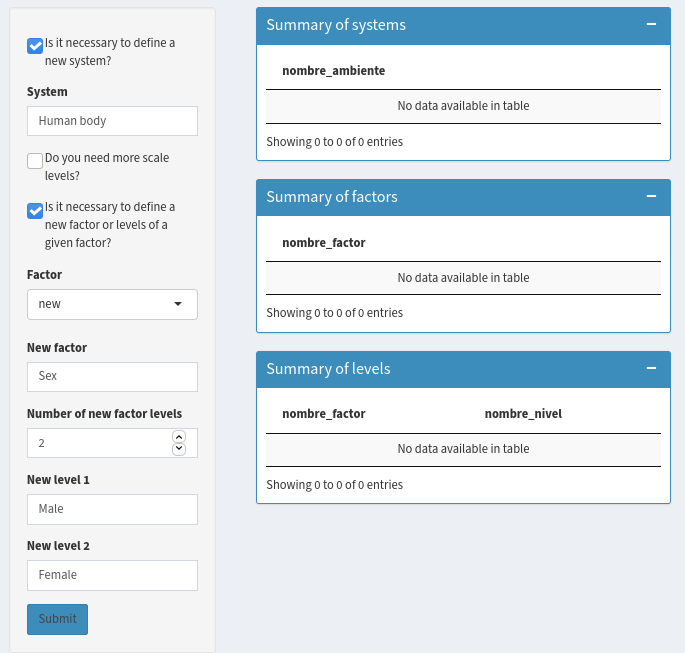 Is it necessary to define a
new system?
System
Human body
Do you need more scale
levels?
Is it necessary to define a
new factor or levels of a
given factor?
Factor
new
New factor
Sex
Number of new factor levels
2
New level 1
Male
New level 2
Female
Submit
Summary of systems
nombre_ambiente
No data available in table
Showing 0 to 0 of 0 entries
Summary of factors
nombre_factor
No data available in table
Showing 0 to 0 of 0 entries
Summary of levels
nombre_factor nombre_nivel
No data available in table
Showing 0 to 0 of 0 entries